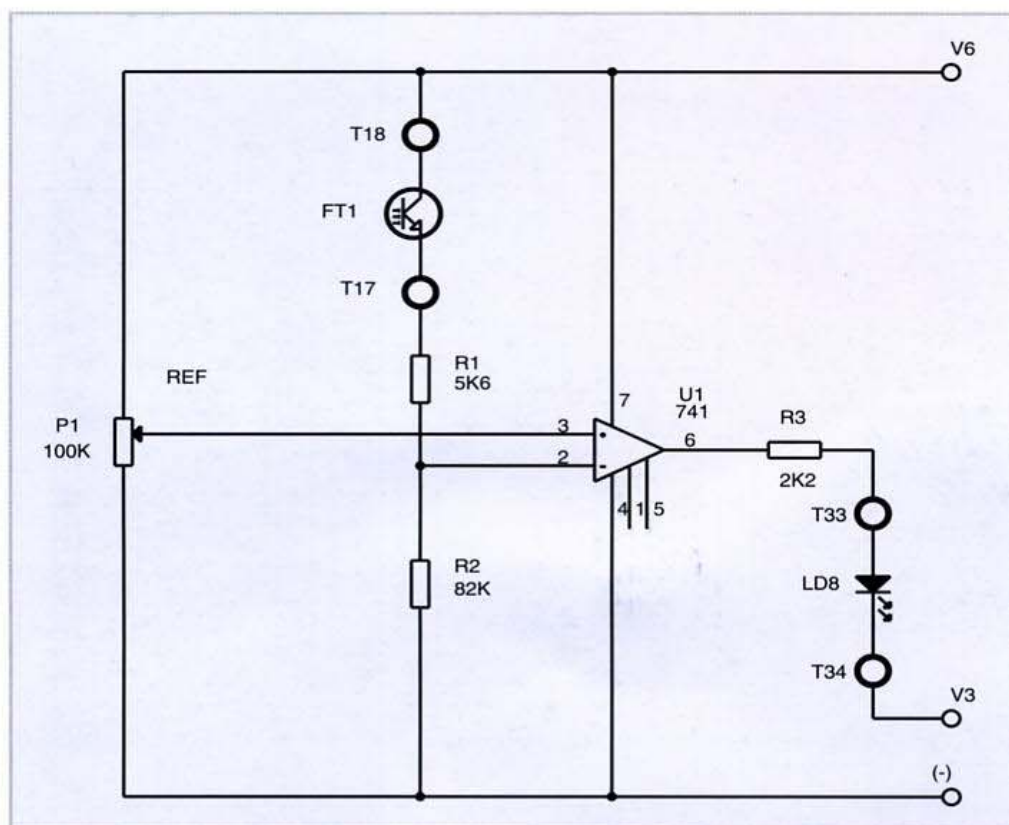 V6
T18
FT1
T17
R1
5K6
REF
P1
100K
3
2
7
U1
741
6
4 1 5
R3
2K2
T33
LD8
T34
R2
82K
V3
(-)